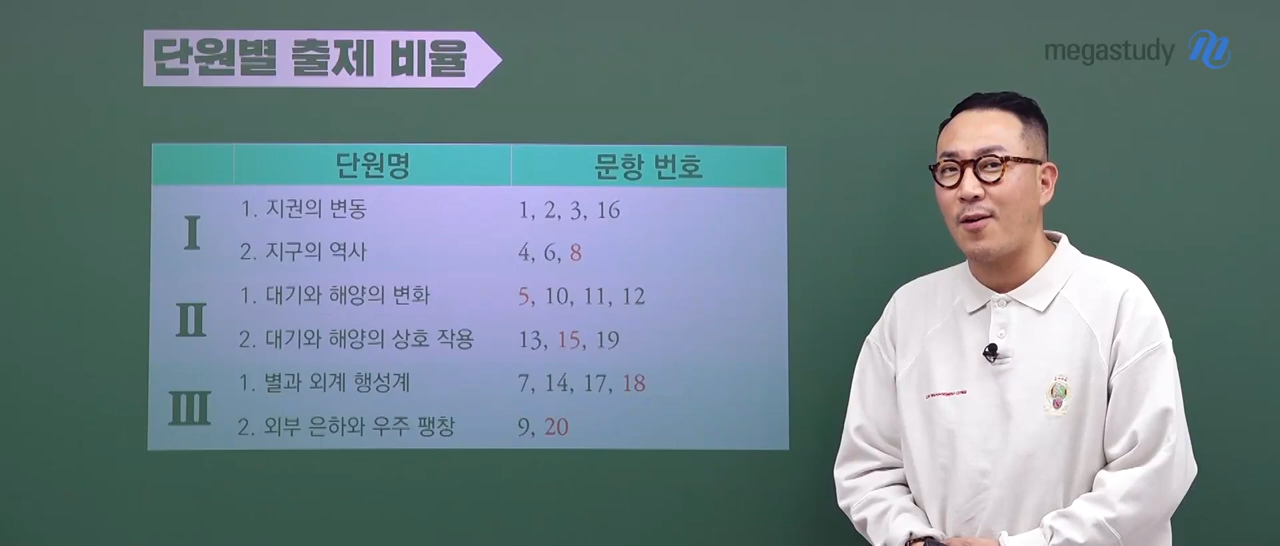 단원별 출제 비율
megastudy
단원명 문항 번호
I
1. 지권의 변동 1, 2, 3, 16
2. 지구의 역사 4, 6, 8
II
1. 대기와 해양의 변화 5, 10, 11, 12
2. 대기와 해양의 상호 작용 13, 15, 19
III
1. 별과 외계 행성계 7, 14, 17, 18
2. 외부 은하와 우주 팽창 9, 20